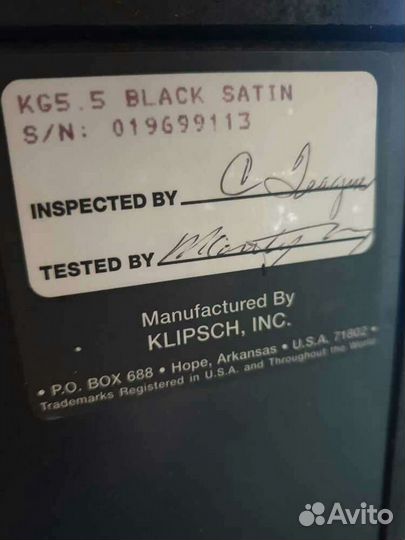 KG5.5 BLACK SATIN
S/N: 019699113
INSPECTED BY C League
TESTED BY
Manufactured By
KLIPSCH, INC.
• P.O. BOX 688 • Hope, Arkansas • U.S.A. 71802 •
Trademarks Registered in U.S.A. and Throughout the World
Avito